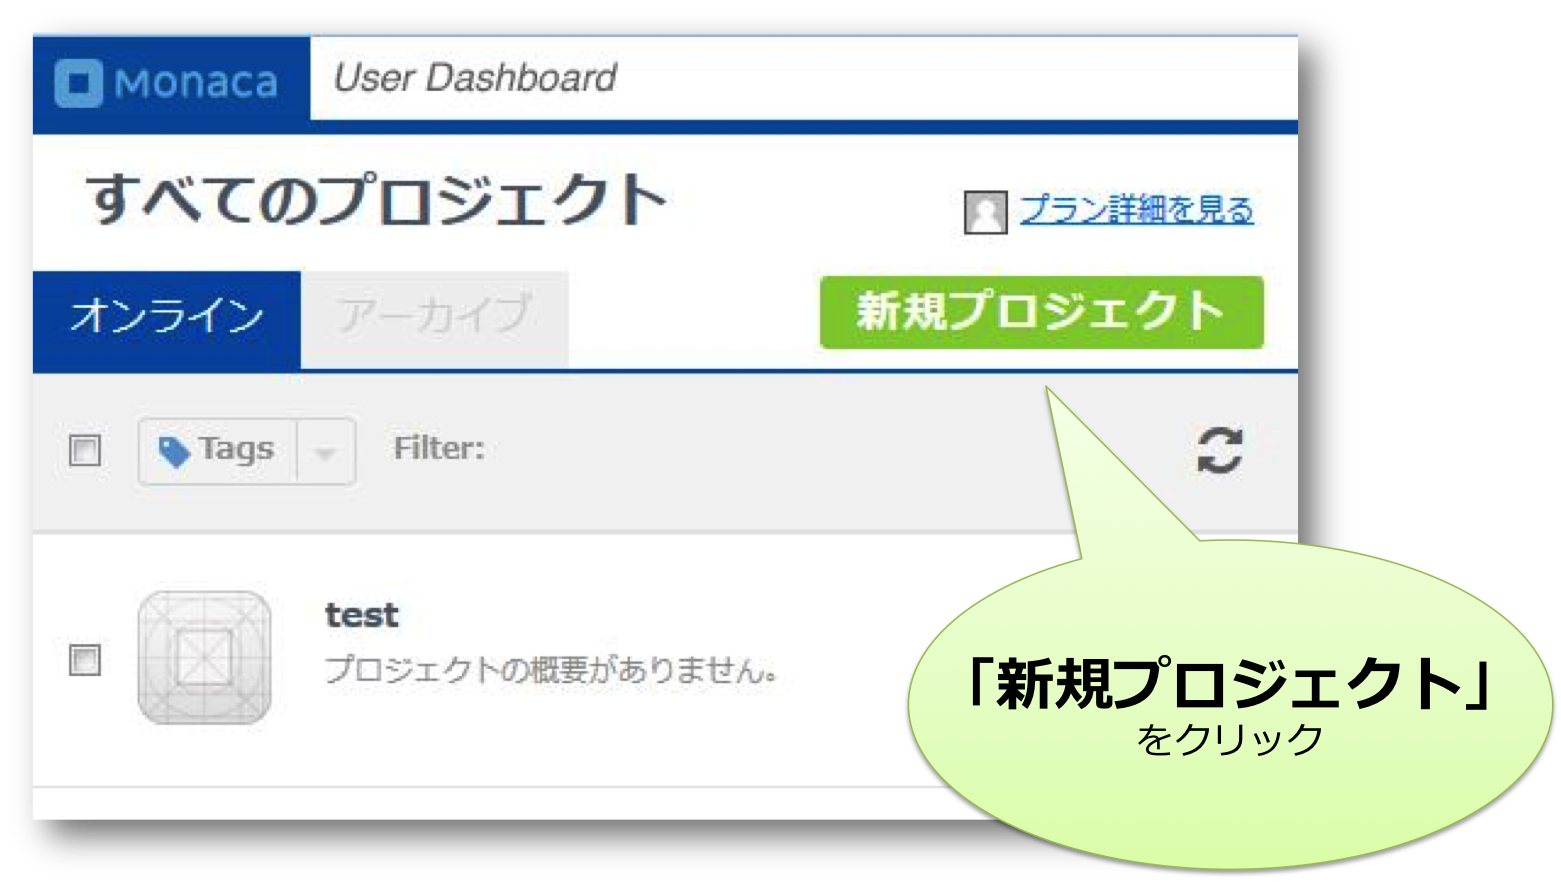 Monaca
User Dashboard
すべてのプロジェクト
プラン詳細を見る
オンライン
アーカイブ
新規プロジェクト
Tags
Filter:
test
プロジェクトの概要がありません。
「新規プロジェクト」
をクリック